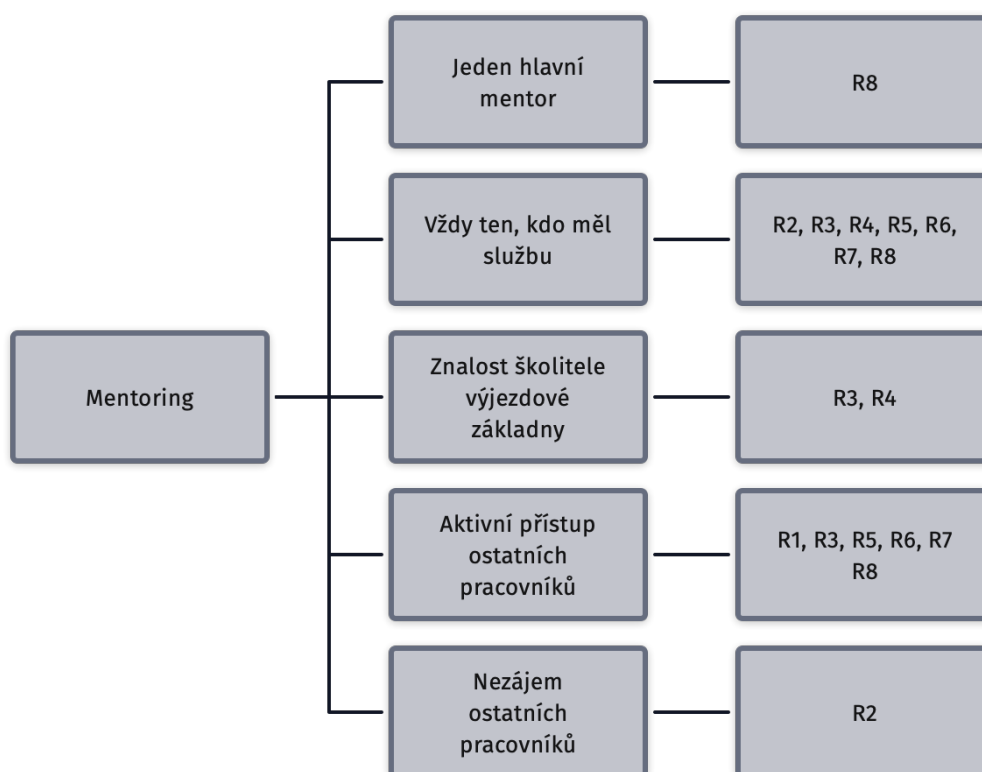 Jeden hlavní
mentor
R8
Vždy ten, kdo měl
službu
R2, R3, R4, R5, R6,
R7, R8
Mentoring
Znalost školitele
výjezdové
základny
R3, R4
Aktivní přístup
ostatních
pracovníků
R1, R3, R5, R6, R7
R8
Nezájem
ostatních
pracovníků
R2